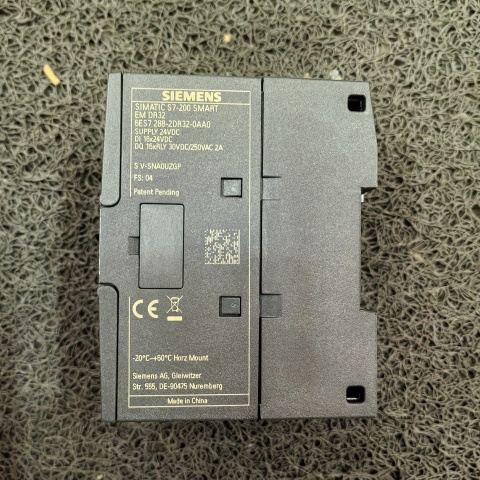 SIEMENS
SIMATIC S7-200 SMART
EM DR32
6ES7 288-2DR32-0AA0
SUPPLY 24VDC
DI 16x24VDC
DQ 16xRLY 30VDC/250VAC 2A
S V-SNA0UZGP
FS: 04
Patent Pending
CE
-20°C~+60°C Horz Mount
Siemens AG, Gleiwitzer
Str. 555, DE-90475 Nuremberg
Made in China